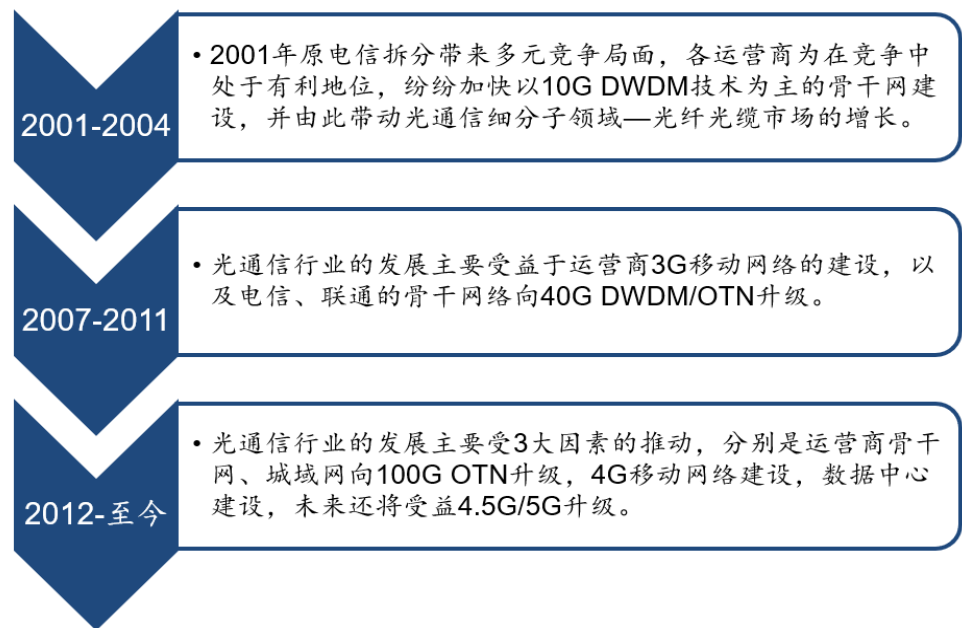 2001-2004
• 2001年原电信拆分带来多元竞争局面，各运营商为在竞争中
处于有利地位，纷纷加快以10G DWDM技术为主的骨干网建
设，并由此带动光通信细分子领域—光纤光缆市场的增长。
2007-2011
• 光通信行业的发展主要受益于运营商3G移动网络的建设，以
及电信、联通的骨干网络向40G DWDM/OTN升级。
2012-至今
• 光通信行业的发展主要受3大因素的推动，分别是运营商骨干
网、城域网向100G OTN升级，4G移动网络建设，数据中心
建设，未来还将受益4.5G/5G升级。